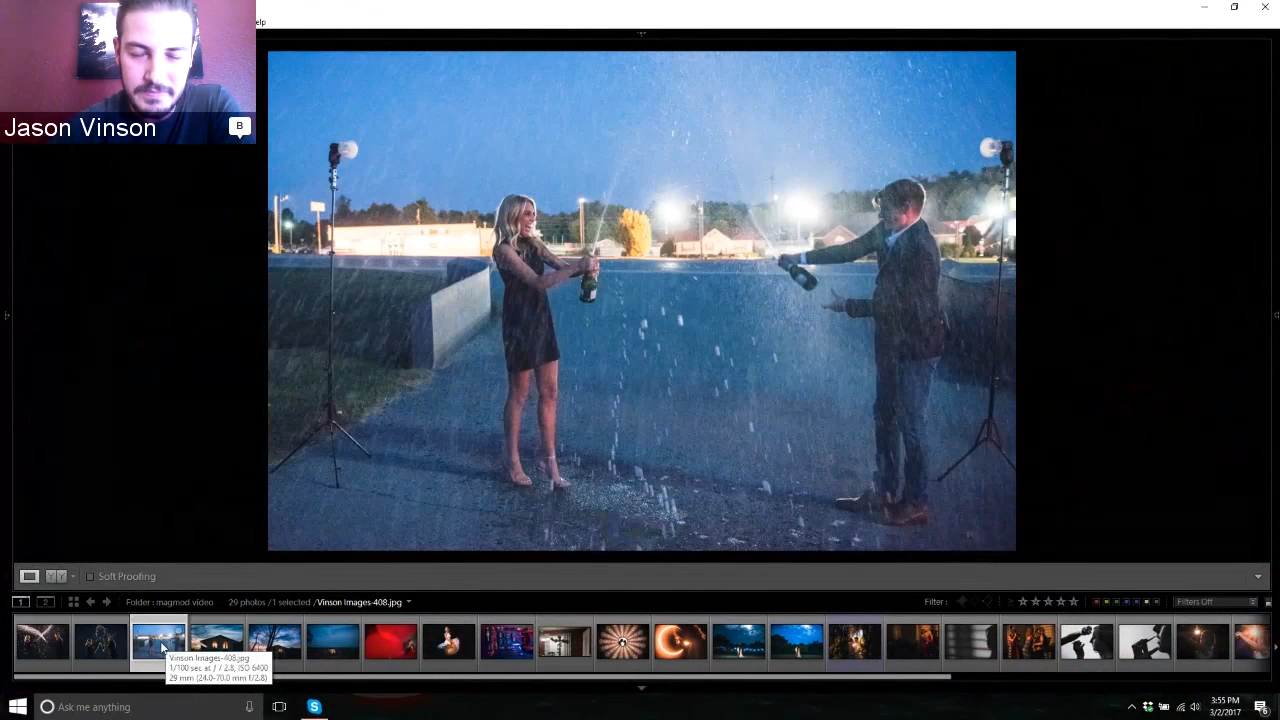 elp
Jason Vinson
B
Soft Proofing
1 2 Folder : magmod video 29 photos /1 selected /Vinson Images-408.jpg Filter : Filters Off
Vinson Images-408.jpg
1/100 sec at ƒ / 2.8, ISO 6400
29 mm (24.0-70.0 mm f/2.8)
Ask me anything
3:55 PM
3/2/2017
6